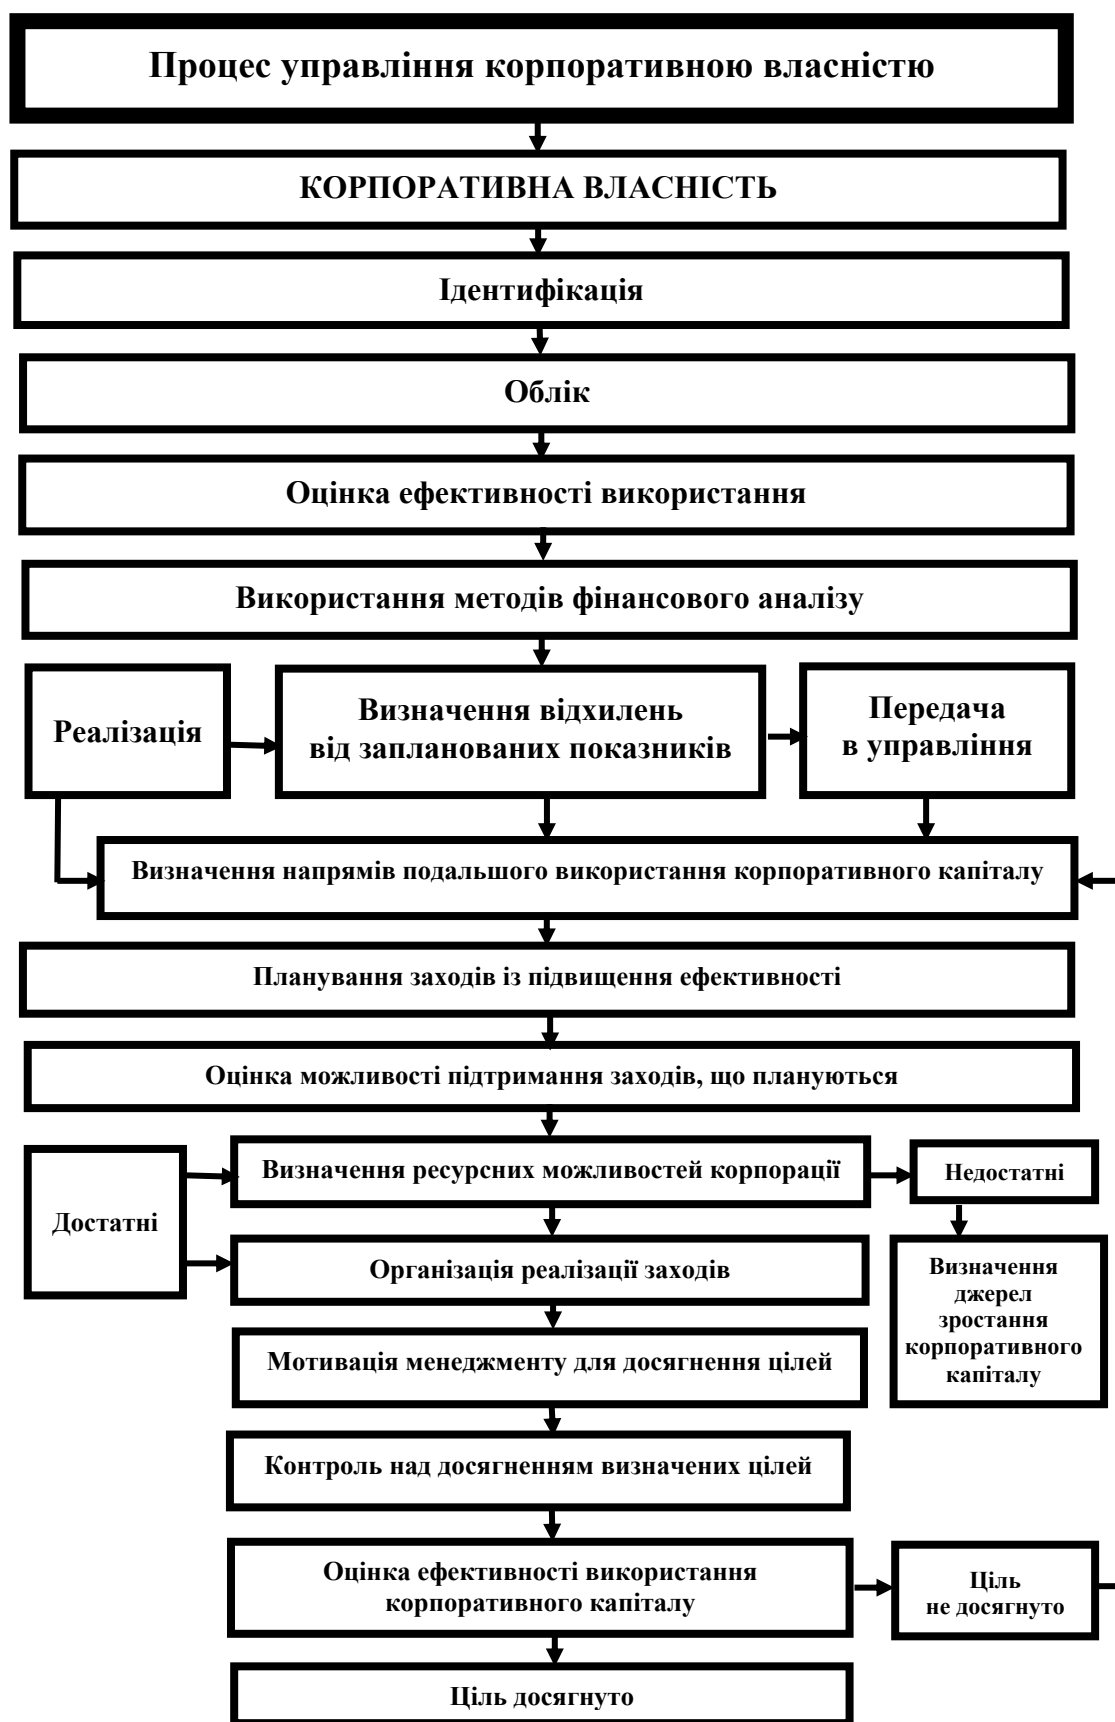 Процес управління корпоративною власністю
КОРПОРАТИВНА ВЛАСНІСТЬ
Ідентифікація
Облік
Оцінка ефективності використання
Використання методів фінансового аналізу
Реалізація
Визначення відхилень
від запланованих показників
Передача
в управління
Визначення напрямів подальшого використання корпоративного капіталу
Планування заходів із підвищення ефективності
Оцінка можливості підтримання заходів, що плануються
Достатні
Визначення ресурсних можливостей корпорації
Недостатні
Організація реалізації заходів
Визначення
джерел
зростання
корпоративного
капіталу
Мотивація менеджменту для досягнення цілей
Контроль над досягненням визначених цілей
Оцінка ефективності використання
корпоративного капіталу
Ціль
не досягнуто
Ціль досягнуто